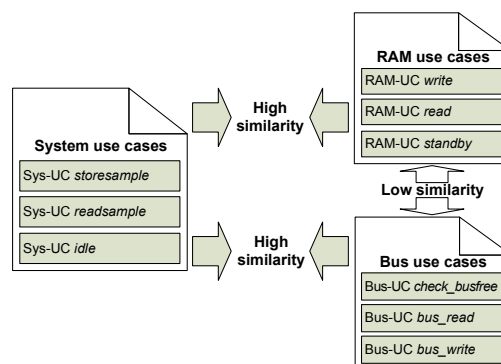 System use cases
Sys-UC storesample
Sys-UC readsample
Sys-UC idle
High
similarity
High
similarity
RAM use cases
RAM-UC write
RAM-UC read
RAM-UC standby
Low similarity
Bus use cases
Bus-UC check_busfree
Bus-UC bus_read
Bus-UC bus_write